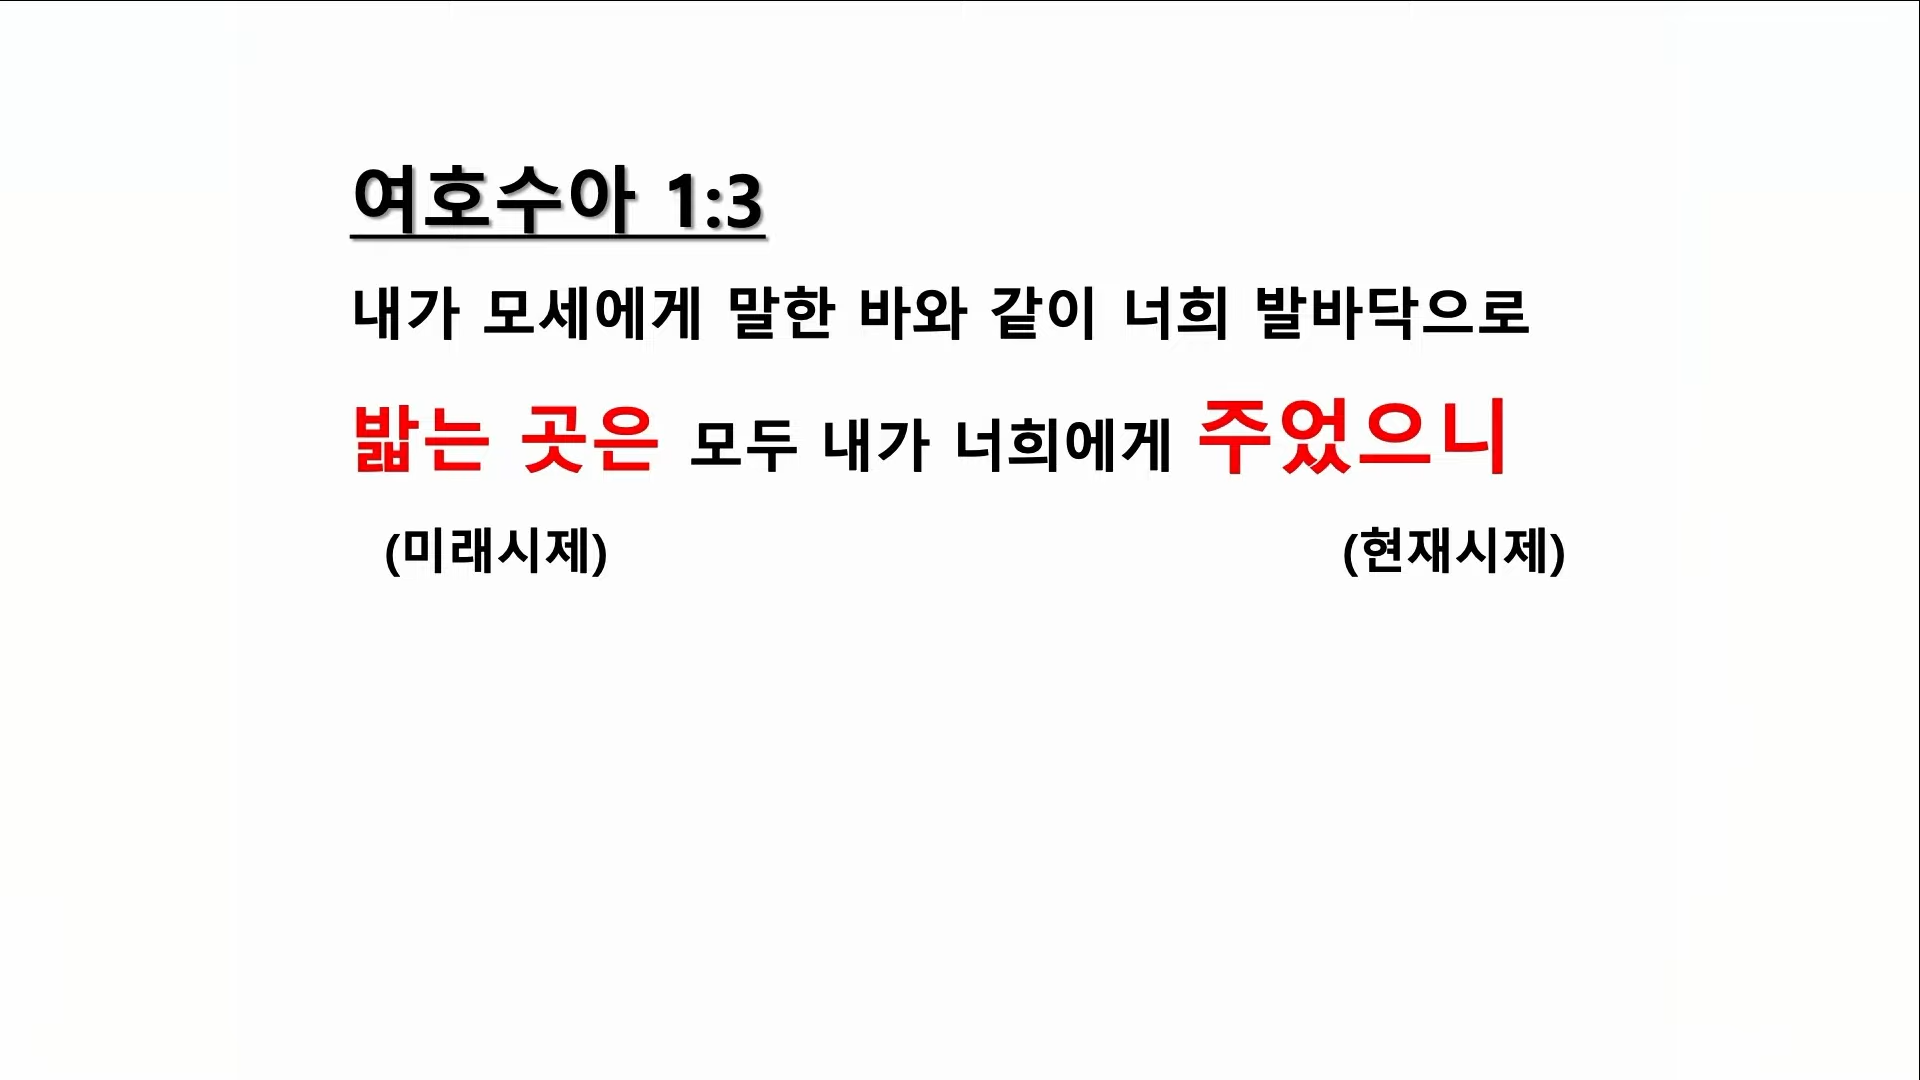 여호수아 1:3
내가 모세에게 말한 바와 같이 너희 발바닥으로
밟는 곳은 모두 내가 너희에게 주었으니
(미래시제) (현재시제)